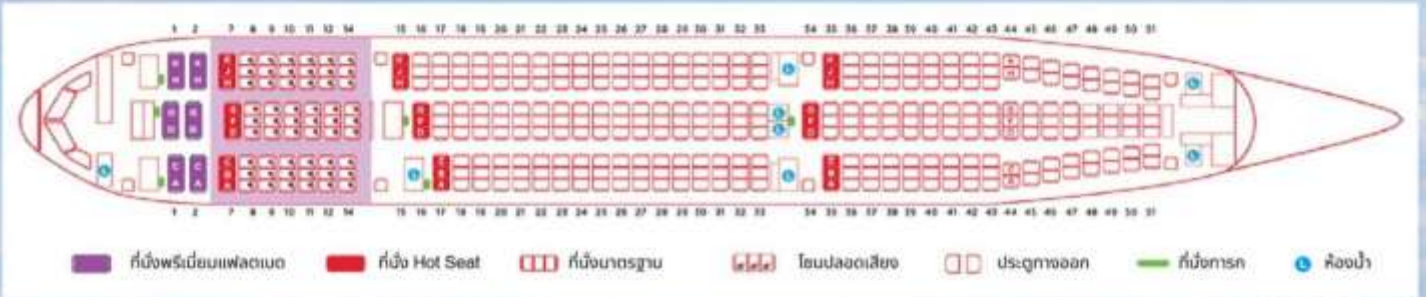 1 2 7 8 9 10 11 12 14 15 16 17 18 19 20 21 22 23 24 25 26 27 28 29 30 31 32 33 34 35 36 37 38 39 40 41 42 43 44 45 46 47 48 49 50 51
1 2 7 8 9 10 11 12 14 15 16 17 18 19 20 21 22 23 24 25 26 27 28 29 30 31 32 33 34 35 36 37 38 39 40 41 42 43 44 45 46 47 48 49 50 51
ที่นั่งพรีเมี่ยมแฟลตเบด ที่นั่ง Hot Seat ที่นั่งมาตรฐาน โซนปลอดเสียง ประตูทางออก ที่นั่งทารก L ห้องน้ำ